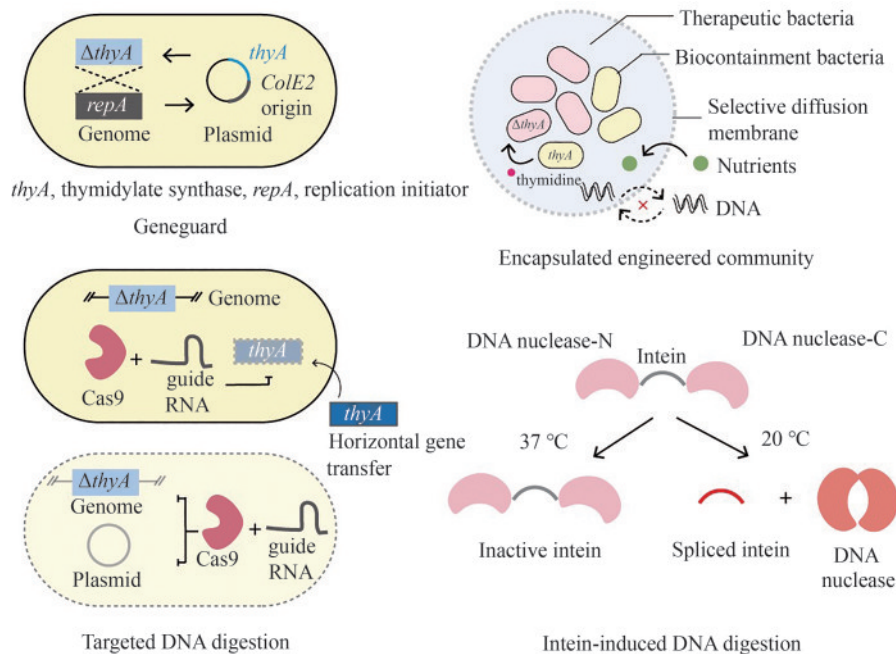 ΔthyA
thyA
ColE2
origin
repA
Genome
Plasmid
thyA, thymidylate synthase, repA, replication initiator
Geneguard
Therapeutic bacteria
Biocontainment bacteria
Selective diffusion
membrane
ΔthyA
thyA
thymidine
Nutrients
DNA
Encapsulated engineered community
ΔthyA
Genome
thyA
Cas9
+
guide
RNA
thyA
Horizontal gene
transfer
ΔthyA
Genome
Plasmid
Cas9
+
guide
RNA
Targeted DNA digestion
DNA nuclease-N
DNA nuclease-C
Intein
37 °C
20 °C
Inactive intein
Spliced intein
+
DNA
nuclease
Intein-induced DNA digestion